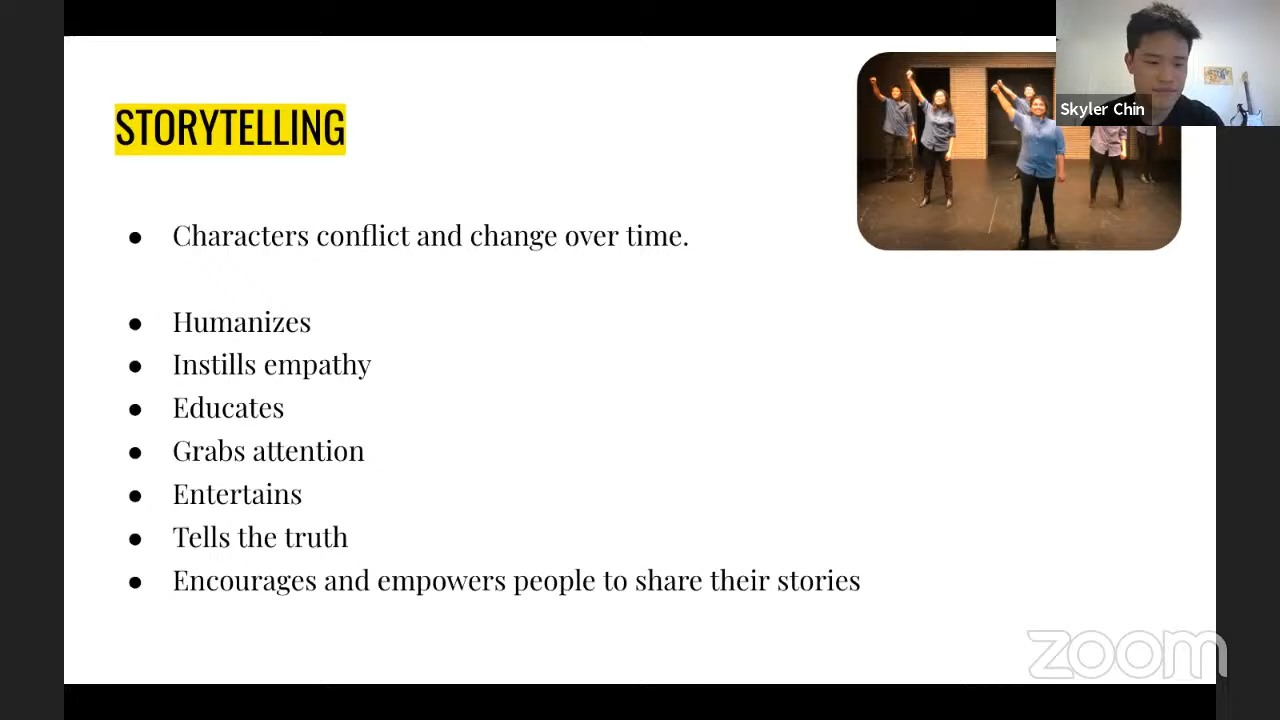 STORYTELLING
Skyler Chin
● Characters conflict and change over time.
● Humanizes
● Instills empathy
● Educates
● Grabs attention
● Entertains
● Tells the truth
● Encourages and empowers people to share their stories
zoom